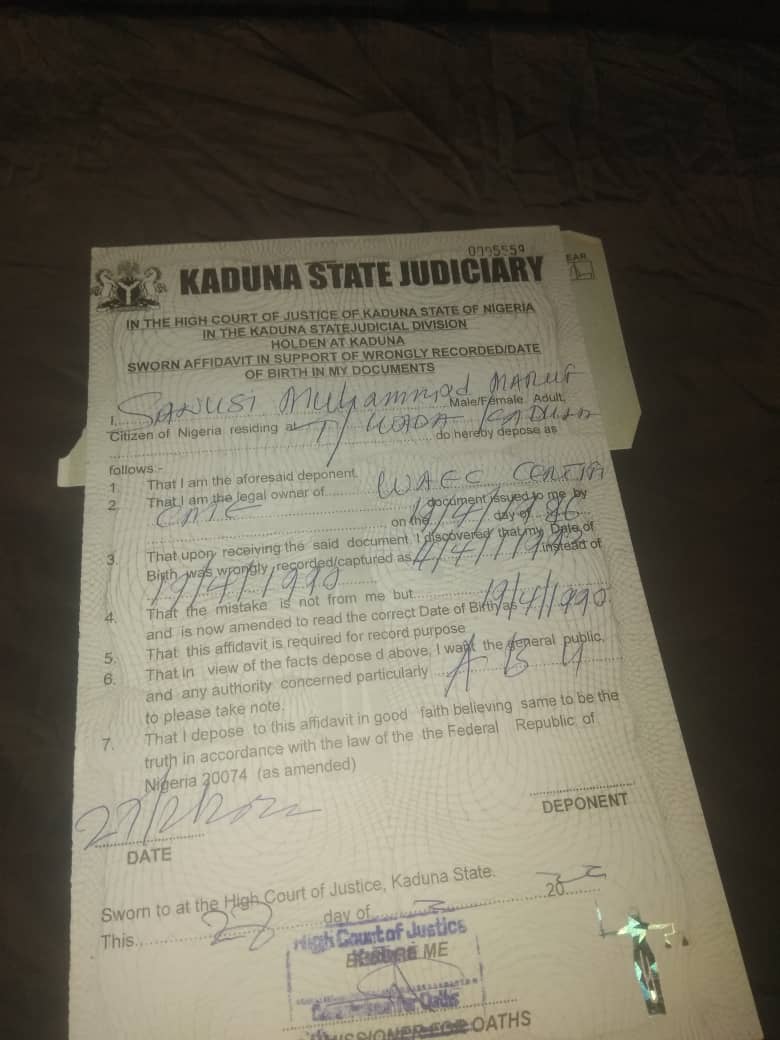 0795559
EAR
KADUNA STATE JUDICIARY
IN THE HIGH COURT OF JUSTICE OF KADUNA STATE OF NIGERIA
IN THE KADUNA STATEJUDICIAL DIVISION
HOLDEN AT KADUNA
SWORN AFFIDAVIT IN SUPPORT OF WRONGLY RECORDED/DATE
OF BIRTH IN MY DOCUMENTS
I, SANUSI Muhammad MARUF Male/Female Adult,
Citizen of Nigeria residing at T/WADA KADUNA do hereby depose as
follows:-
1. That I am the aforesaid deponent.
2. That I am the legal owner of WAEC CERTIFI
CATE document issued to me by
on the day of
3. That upon receiving the said document I discovered that my Date of
Birth was wrongly recorded/captured as instead of
19/4/1990
4. That the mistake is not from me but
and is now amended to read the correct Date of Birth as 19/4/1990
5. That this affidavit is required for record purpose
6. That in view of the facts depose d above, I want the general public,
and any authority concerned particularly A B U
to please take note.
7. That I depose to this affidavit in good faith believing same to be the
truth in accordance with the law of the the Federal Republic of
Nigeria 20074 (as amended)
DATE
DEPONENT
Sworn to at the High Court of Justice, Kaduna State.
This 28 day of 20
High Court of Justice
BEFORE ME
Commissioner for Oaths
COMMISSIONER FOR OATHS